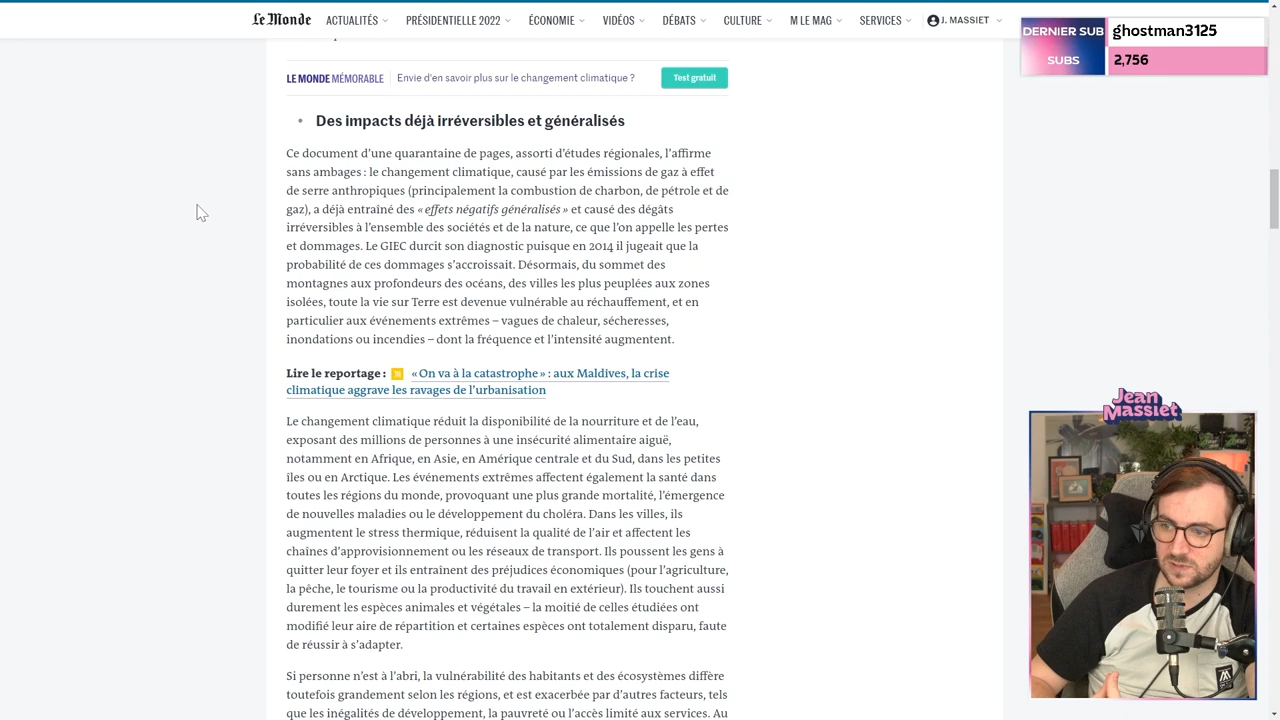 Le Monde
ACTUALITÉS
PRÉSIDENTIELLE 2022
ÉCONOMIE
VIDÉOS
DÉBATS
CULTURE
M LE MAG
SERVICES
J. MASSIET
DERNIER SUB
ghostman3125
SUBS
2,756
LE MONDE MÉMORABLE
Envie d'en savoir plus sur le changement climatique ?
Test gratuit
• Des impacts déjà irréversibles et généralisés
Ce document d’une quarantaine de pages, assorti d’études régionales, l’affirme
sans ambages : le changement climatique, causé par les émissions de gaz à effet
de serre anthropiques (principalement la combustion de charbon, de pétrole et de
gaz), a déjà entraîné des « effets négatifs généralisés » et causé des dégâts
irréversibles à l’ensemble des sociétés et de la nature, ce que l’on appelle les pertes
et dommages. Le GIEC durcit son diagnostic puisque en 2014 il jugeait que la
probabilité de ces dommages s’accroissait. Désormais, du sommet des
montagnes aux profondeurs des océans, des villes les plus peuplées aux zones
isolées, toute la vie sur Terre est devenue vulnérable au réchauffement, et en
particulier aux événements extrêmes – vagues de chaleur, sécheresses,
inondations ou incendies – dont la fréquence et l’intensité augmentent.
Lire le reportage : « On va à la catastrophe » : aux Maldives, la crise
climatique aggrave les ravages de l’urbanisation
Le changement climatique réduit la disponibilité de la nourriture et de l’eau,
exposant des millions de personnes à une insécurité alimentaire aiguë,
notamment en Afrique, en Asie, en Amérique centrale et du Sud, dans les petites
îles ou en Arctique. Les événements extrêmes affectent également la santé dans
toutes les régions du monde, provoquant une plus grande mortalité, l’émergence
de nouvelles maladies ou le développement du choléra. Dans les villes, ils
augmentent le stress thermique, réduisent la qualité de l’air et affectent les
chaînes d’approvisionnement ou les réseaux de transport. Ils poussent les gens à
quitter leur foyer et ils entraînent des préjudices économiques (pour l’agriculture,
la pêche, le tourisme ou la productivité du travail en extérieur). Ils touchent aussi
durement les espèces animales et végétales – la moitié de celles étudiées ont
modifié leur aire de répartition et certaines espèces ont totalement disparu, faute
de réussir à s’adapter.
Si personne n’est à l’abri, la vulnérabilité des habitants et des écosystèmes diffère
toutefois grandement selon les régions, et est exacerbée par d’autres facteurs, tels
que les inégalités de développement, la pauvreté ou l’accès limité aux services. Au
Jean
Massiet